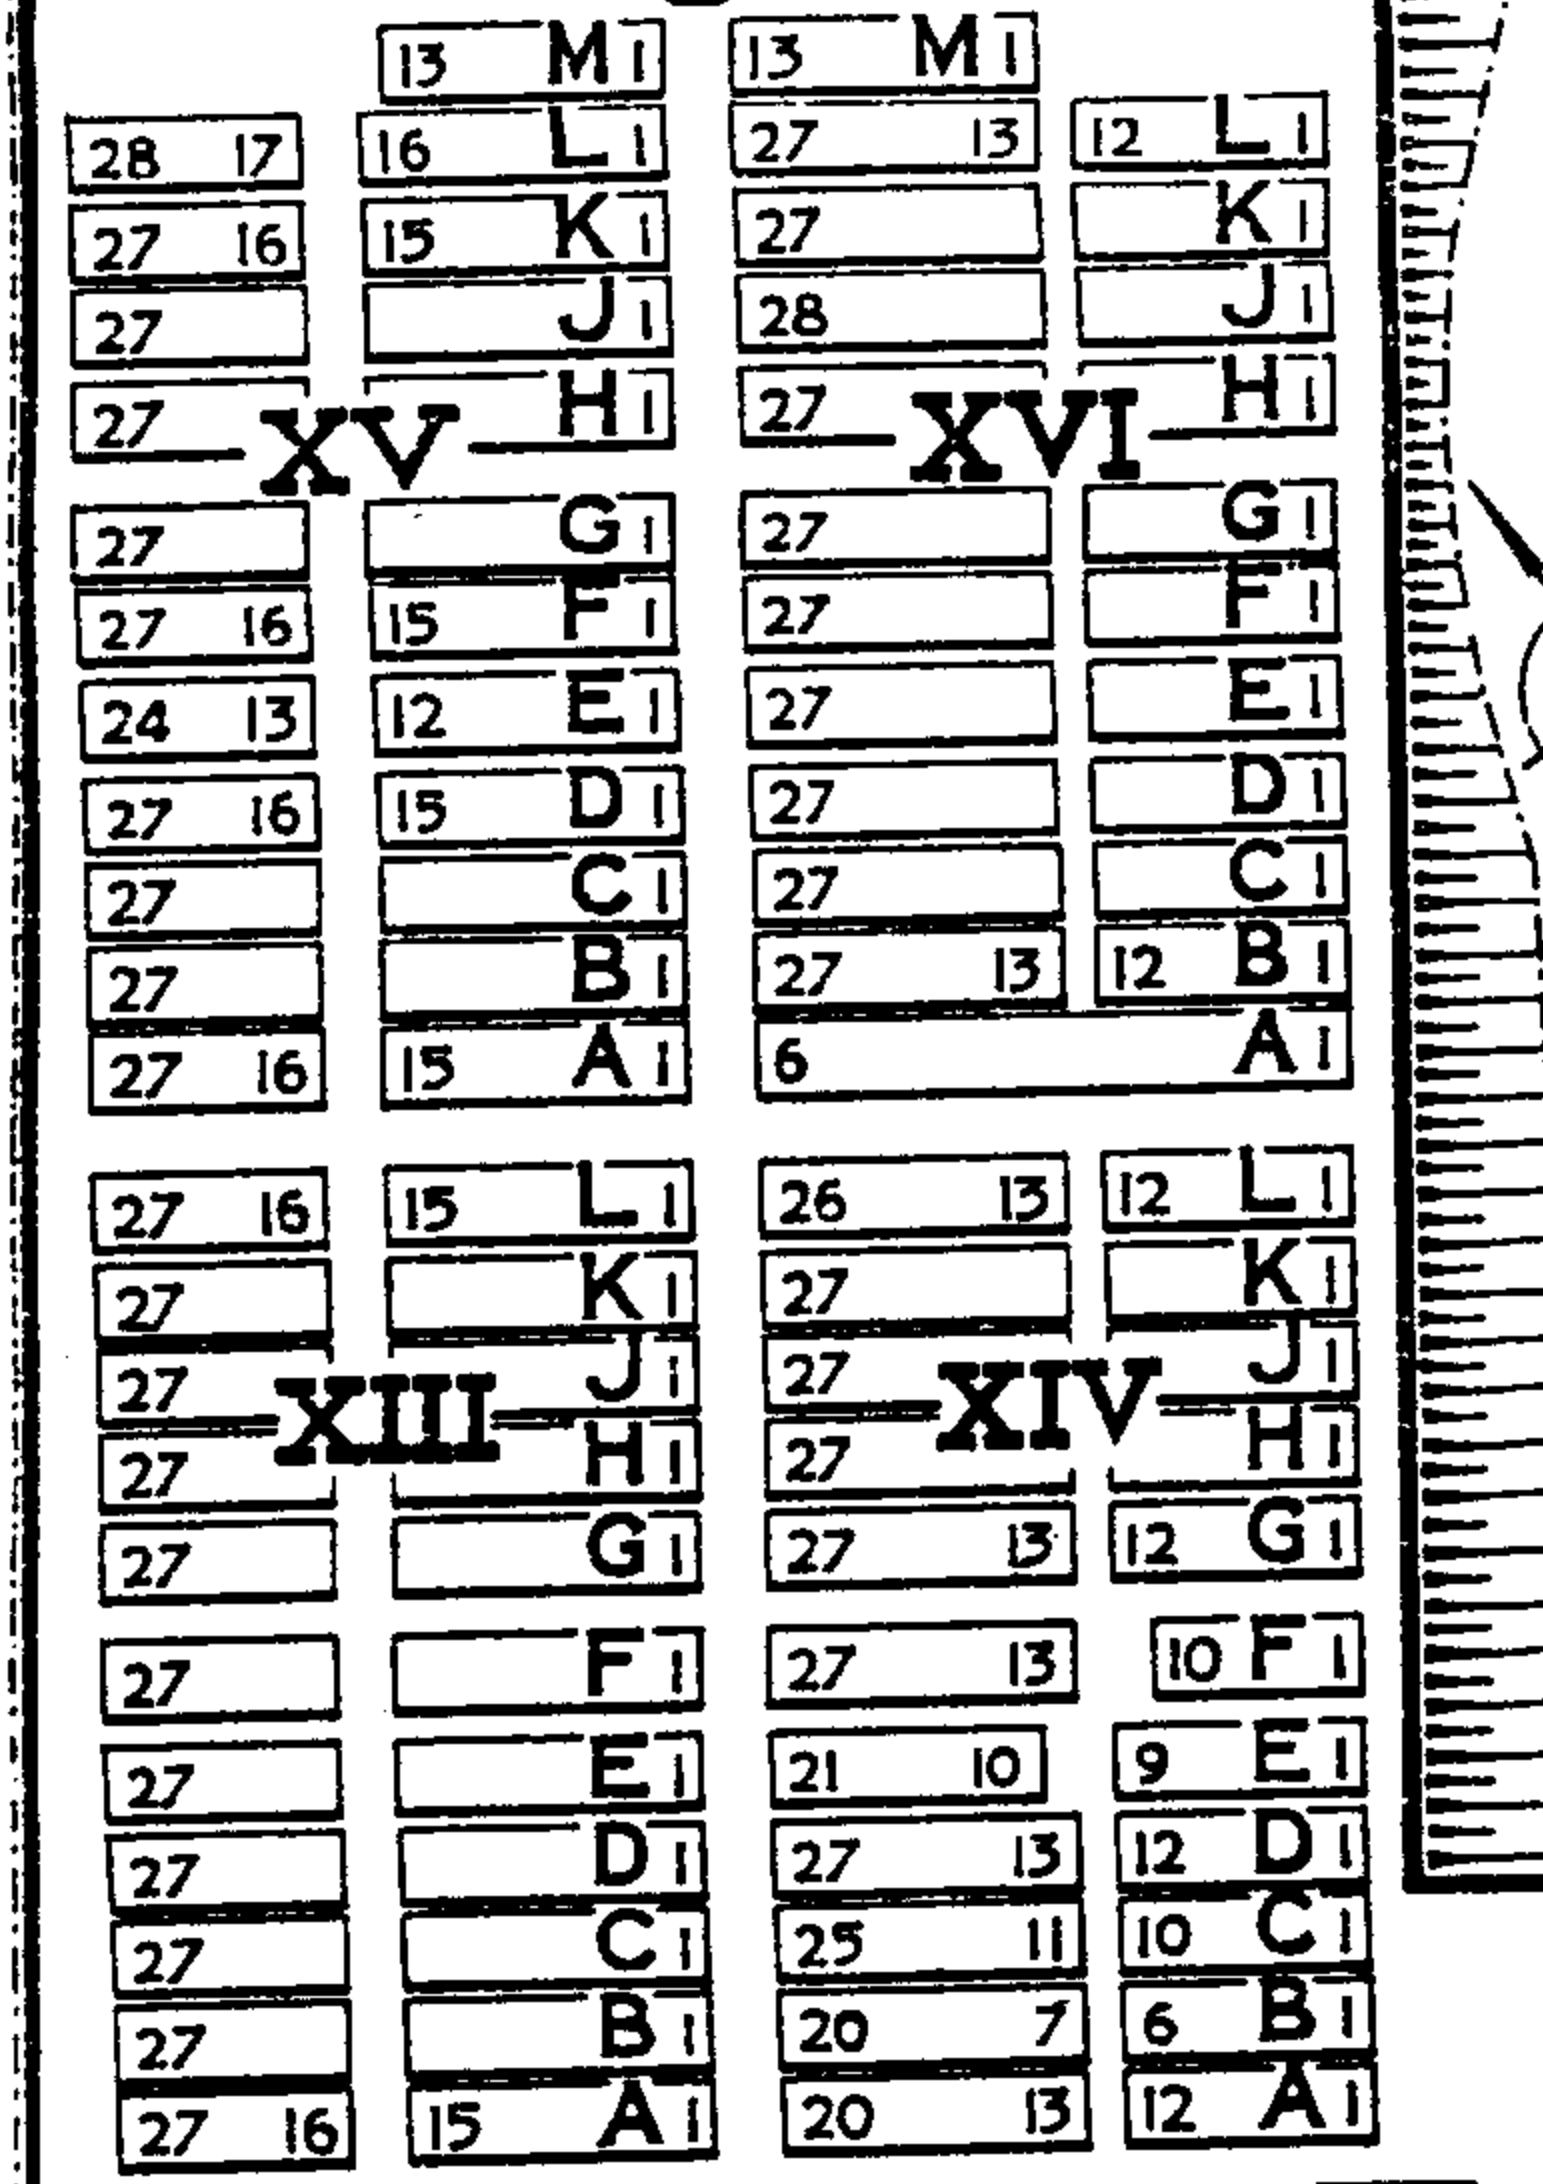 13 M 1 13 M 1
28 17 16 L 1 27 13 12 L 1
27 16 15 K 1 27 K 1
27 J 1 28 J 1
27 H 1 27 H 1
XV XVI
27 G 1 27 G 1
27 16 15 F 1 27 F 1
24 13 12 E 1 27 E 1
27 16 15 D 1 27 D 1
27 C 1 27 C 1
27 B 1 27 13 12 B 1
27 16 15 A 1 6 A 1
27 16 15 L 1 26 13 12 L 1
27 K 1 27 K 1
27 J 1 27 J 1
XIII XIV
27 H 1 27 H 1
27 G 1 27 13 12 G 1
27 F 1 27 13 10 F 1
27 E 1 21 10 9 E 1
27 D 1 27 13 12 D 1
27 C 1 25 11 10 C 1
27 B 1 20 7 6 B 1
27 16 15 A 1 20 13 12 A 1